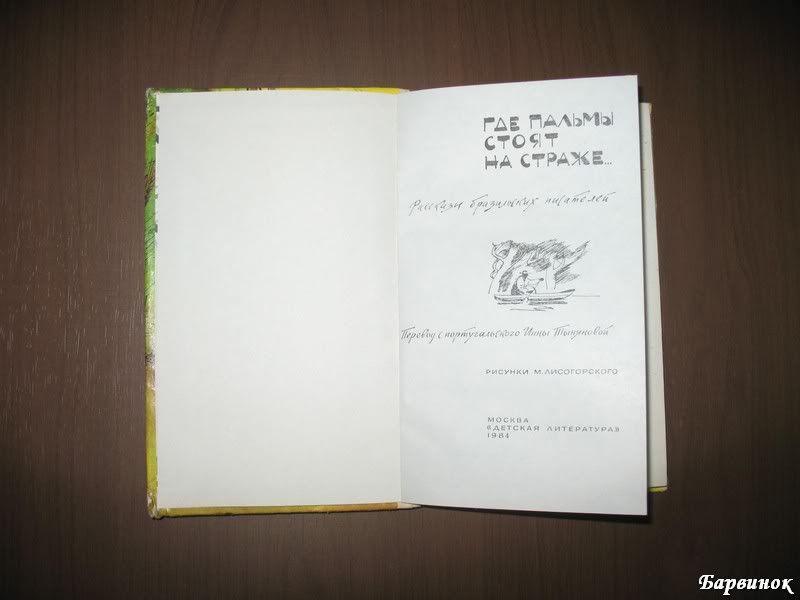 ГДЕ ПАЛЬМЫ
СТОЯТ
НА СТРАЖЕ...
Рассказы бразильских писателей
Перевод с португальского Инны Тыняновой
РИСУНКИ М. ЛИСОГОРСКОГО
МОСКВА
«ДЕТСКАЯ ЛИТЕРАТУРА»
1984
Барвинок